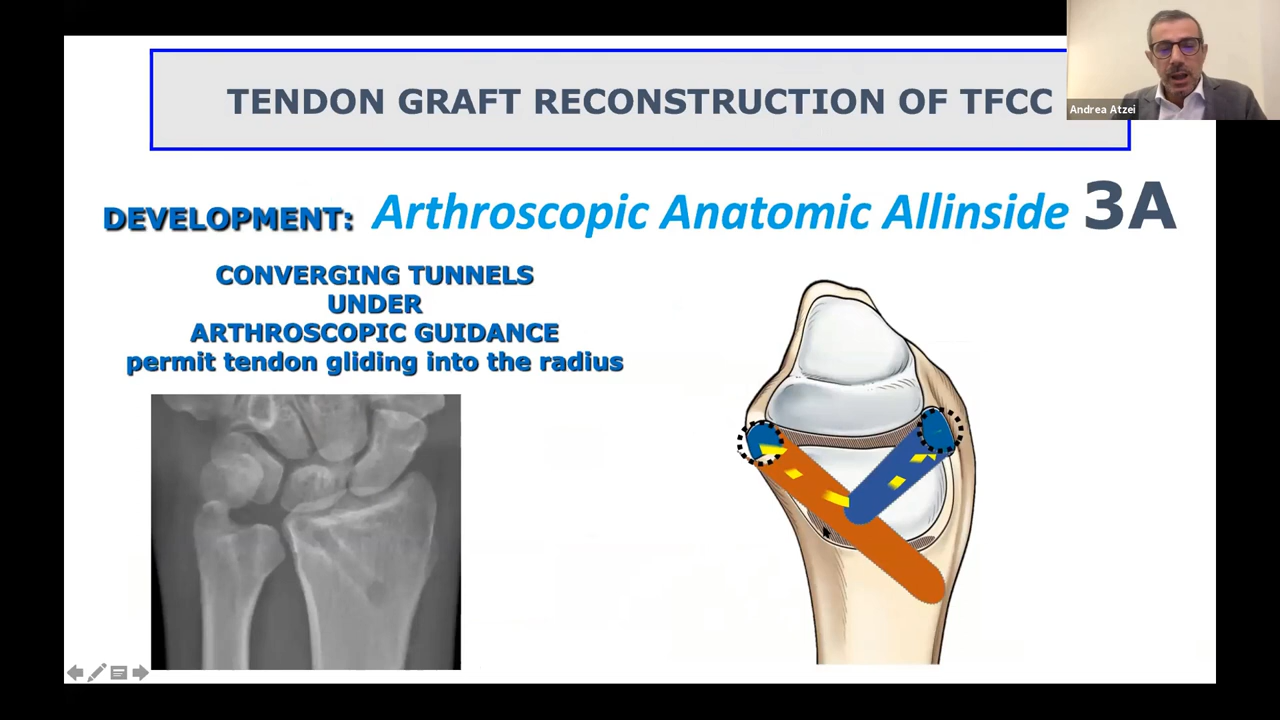 TENDON GRAFT RECONSTRUCTION OF TFCC
Andrea Atzei
DEVELOPMENT: Arthroscopic Anatomic Allinside 3A
CONVERGING TUNNELS
UNDER
ARTHROSCOPIC GUIDANCE
permit tendon gliding into the radius